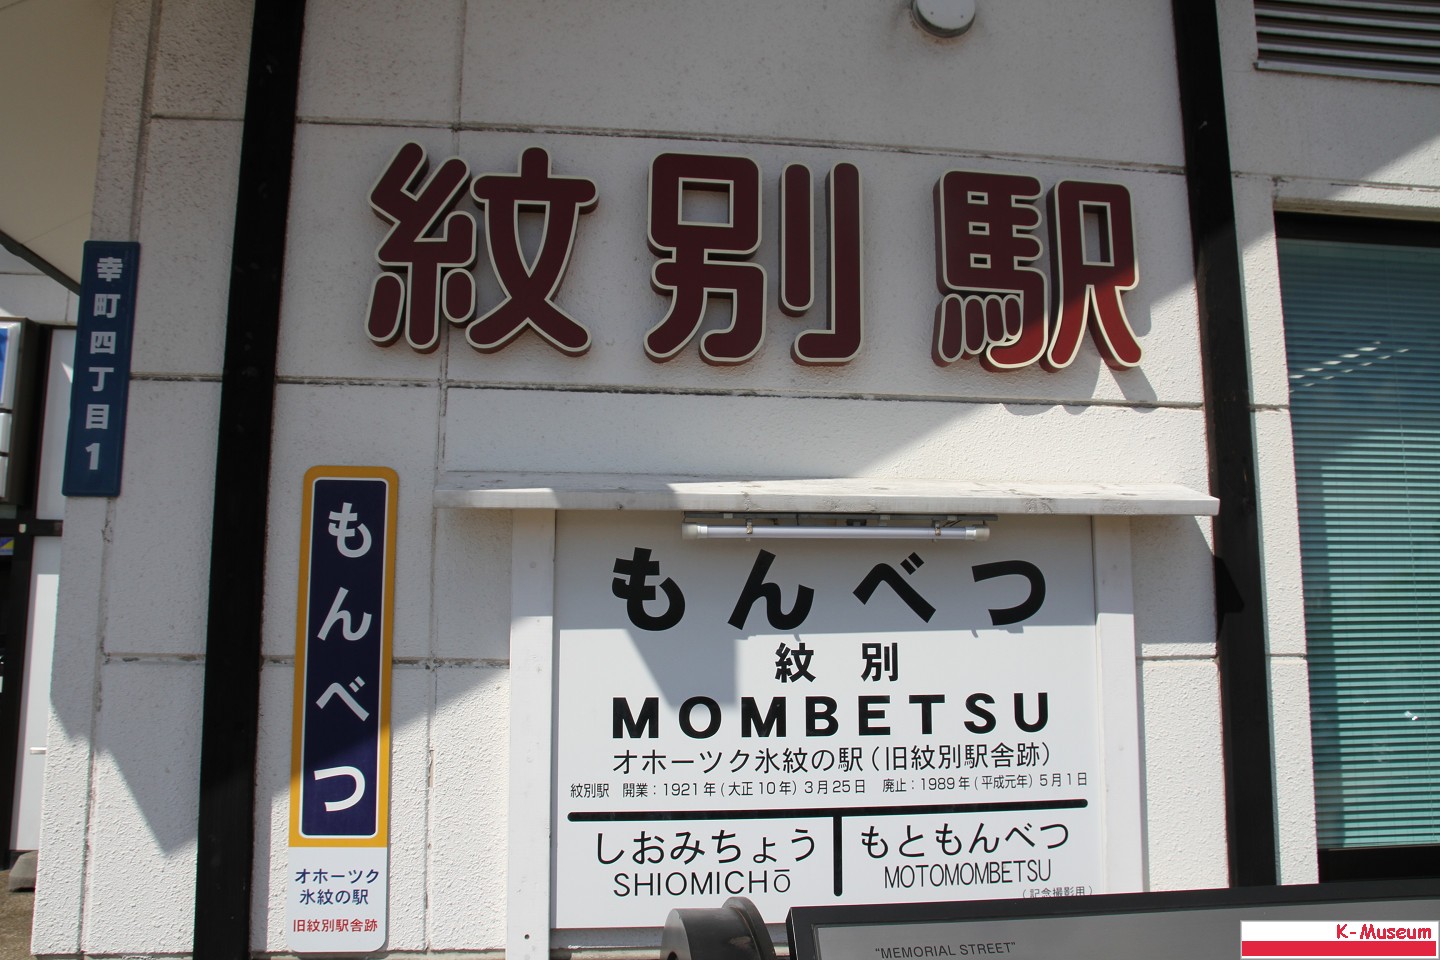 紋別駅
幸町四丁目1
もんべつ
オホーツク
氷紋の駅
旧紋別駅舎跡
もんべつ
紋別
MOMBETSU
オホーツク氷紋の駅(旧紋別駅舎跡)
紋別駅 開業:1921年(大正10年)3月25日 廃止:1989年(平成元年)5月1日
しおみちょう
SHIOMICHŌ
もともんべつ
MOTOMOMBETSU
(記念撮影用)
"MEMORIAL STREET"
K-Museum